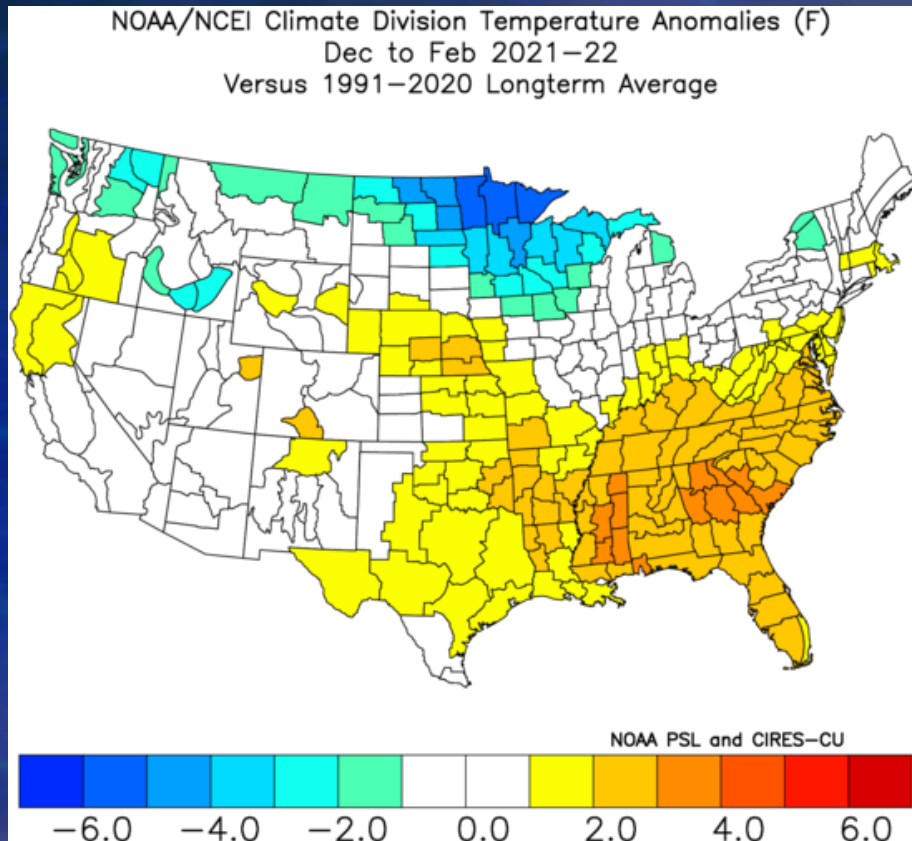 NOAA/NCEI Climate Division Temperature Anomalies (F)
Dec to Feb 2021-22
Versus 1991-2020 Longterm Average
NOAA PSL and CIRES-CU
-6.0 -4.0 -2.0 0.0 2.0 4.0 6.0